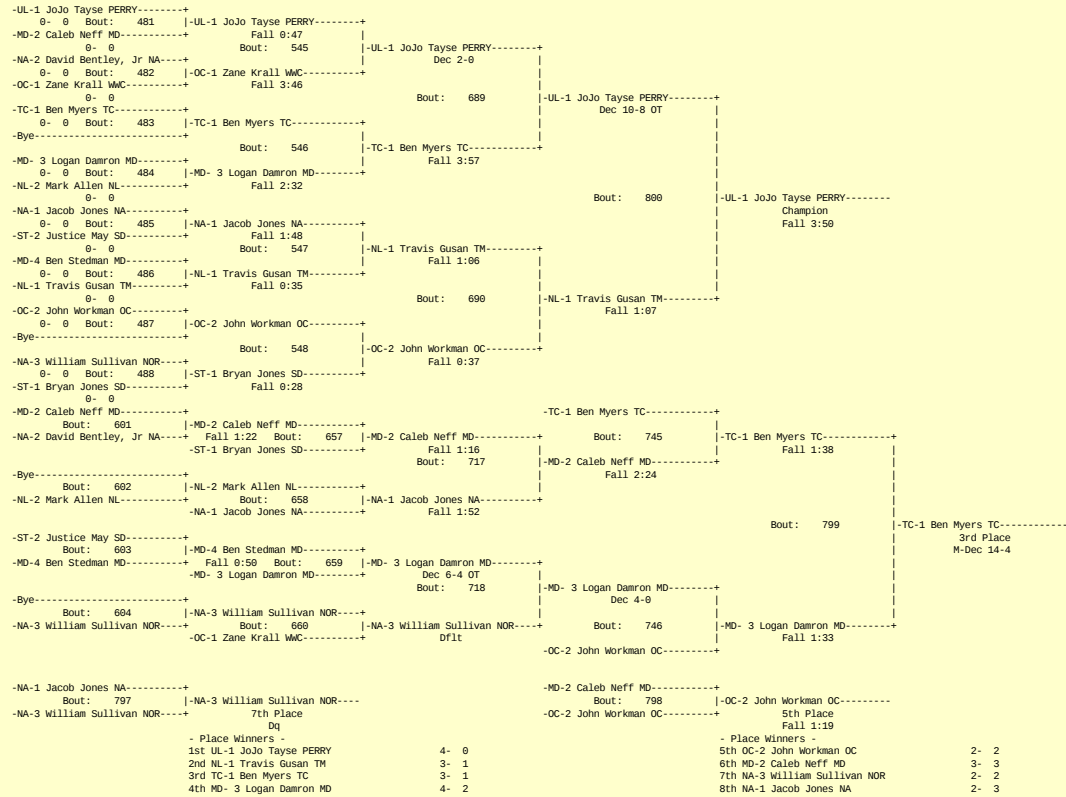 -UL-1 JoJo Tayse PERRY--------+
0-  0   Bout:    481      |-UL-1 JoJo Tayse PERRY--------+
-MD-2 Caleb Neff MD-----------+           Fall 0:47           |
0-  0                       Bout:    545          |-UL-1 JoJo Tayse PERRY--------+
-NA-2 David Bentley, Jr NA----+                               |            Dec 2-0            |
0-  0   Bout:    482      |-OC-1 Zane Krall WWC----------+                               |
-OC-1 Zane Krall WWC----------+           Fall 3:46                                           |
0-  0                                                       Bout:    689          |-UL-1 JoJo Tayse PERRY--------+
-TC-1 Ben Myers TC------------+                                                               |          Dec 10-8 OT          |
0-  0   Bout:    483      |-TC-1 Ben Myers TC------------+                               |                               |
-Bye--------------------------+                               |                               |                               |
Bout:    546          |-TC-1 Ben Myers TC------------+                               |
-MD- 3 Logan Damron MD--------+                               |           Fall 3:57                                           |
0-  0   Bout:    484      |-MD- 3 Logan Damron MD--------+                                                               |
-NL-2 Mark Allen NL-----------+           Fall 2:32                                                                           |
0-  0                                                                                       Bout:    800          |-UL-1 JoJo Tayse PERRY--------
-NA-1 Jacob Jones NA----------+                                                                                               |           Champion
0-  0   Bout:    485      |-NA-1 Jacob Jones NA----------+                                                               |           Fall 3:50
-ST-2 Justice May SD----------+           Fall 1:48           |                                                               |
0-  0                       Bout:    547          |-NL-1 Travis Gusan TM---------+                               |
-MD-4 Ben Stedman MD----------+                               |           Fall 1:06           |                               |
0-  0   Bout:    486      |-NL-1 Travis Gusan TM---------+                               |                               |
-NL-1 Travis Gusan TM---------+           Fall 0:35                                           |                               |
0-  0                                                       Bout:    690          |-NL-1 Travis Gusan TM---------+
-OC-2 John Workman OC---------+                                                               |           Fall 1:07
0-  0   Bout:    487      |-OC-2 John Workman OC---------+                               |
-Bye--------------------------+                               |                               |
Bout:    548          |-OC-2 John Workman OC---------+
-NA-3 William Sullivan NOR----+                               |           Fall 0:37
0-  0   Bout:    488      |-ST-1 Bryan Jones SD----------+
-ST-1 Bryan Jones SD----------+           Fall 0:28
0-  0
-MD-2 Caleb Neff MD-----------+                                                                -TC-1 Ben Myers TC------------+
Bout:    601          |-MD-2 Caleb Neff MD-----------+                                                               |
-NA-2 David Bentley, Jr NA----+   Fall 1:22   Bout:    657    |-MD-2 Caleb Neff MD-----------+         Bout:    745          |-TC-1 Ben Myers TC------------+
-ST-1 Bryan Jones SD----------+           Fall 1:16           |                               |           Fall 1:38           |
Bout:    717          |-MD-2 Caleb Neff MD-----------+                               |
-Bye--------------------------+                                                               |           Fall 2:24                                           |
Bout:    602          |-NL-2 Mark Allen NL-----------+                               |                                                               |
-NL-2 Mark Allen NL-----------+         Bout:    658          |-NA-1 Jacob Jones NA----------+                                                               |
-NA-1 Jacob Jones NA----------+           Fall 1:52                                                                           |
Bout:    799          |-TC-1 Ben Myers TC------------
-ST-2 Justice May SD----------+                                                                                                                               |           3rd Place
Bout:    603          |-MD-4 Ben Stedman MD----------+                                                                                               |          M-Dec 14-4
-MD-4 Ben Stedman MD----------+   Fall 0:50   Bout:    659    |-MD- 3 Logan Damron MD--------+                                                               |
-MD- 3 Logan Damron MD--------+          Dec 6-4 OT           |                                                               |
Bout:    718          |-MD- 3 Logan Damron MD--------+                               |
-Bye--------------------------+                                                               |            Dec 4-0            |                               |
Bout:    604          |-NA-3 William Sullivan NOR----+                               |                               |                               |
-NA-3 William Sullivan NOR----+         Bout:    660          |-NA-3 William Sullivan NOR----+         Bout:    746          |-MD- 3 Logan Damron MD--------+
-OC-1 Zane Krall WWC----------+             Dflt                                              |           Fall 1:33
-OC-2 John Workman OC---------+
-NA-1 Jacob Jones NA----------+                                                                -MD-2 Caleb Neff MD-----------+
Bout:    797          |-NA-3 William Sullivan NOR----                                          Bout:    798          |-OC-2 John Workman OC---------
-NA-3 William Sullivan NOR----+           7th Place                                            -OC-2 John Workman OC---------+           5th Place
Dq                                                                                           Fall 1:19
- Place Winners -                                                                               - Place Winners -
1st UL-1 JoJo Tayse PERRY                    4-  0                                              5th OC-2 John Workman OC                     2-  2
2nd NL-1 Travis Gusan TM                     3-  1                                              6th MD-2 Caleb Neff MD                       3-  3
3rd TC-1 Ben Myers TC                        3-  1                                              7th NA-3 William Sullivan NOR                2-  2
4th MD- 3 Logan Damron MD                    4-  2                                              8th NA-1 Jacob Jones NA                      2-  3